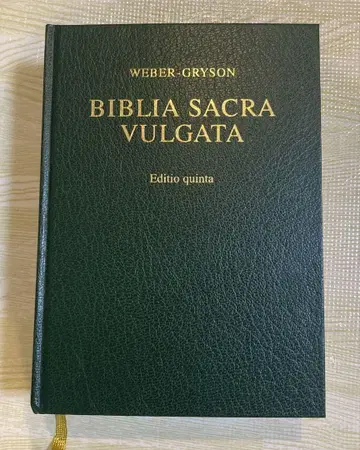 WEBER-GRYSON
BIBLIA SACRA
VULGATA
Editio quinta